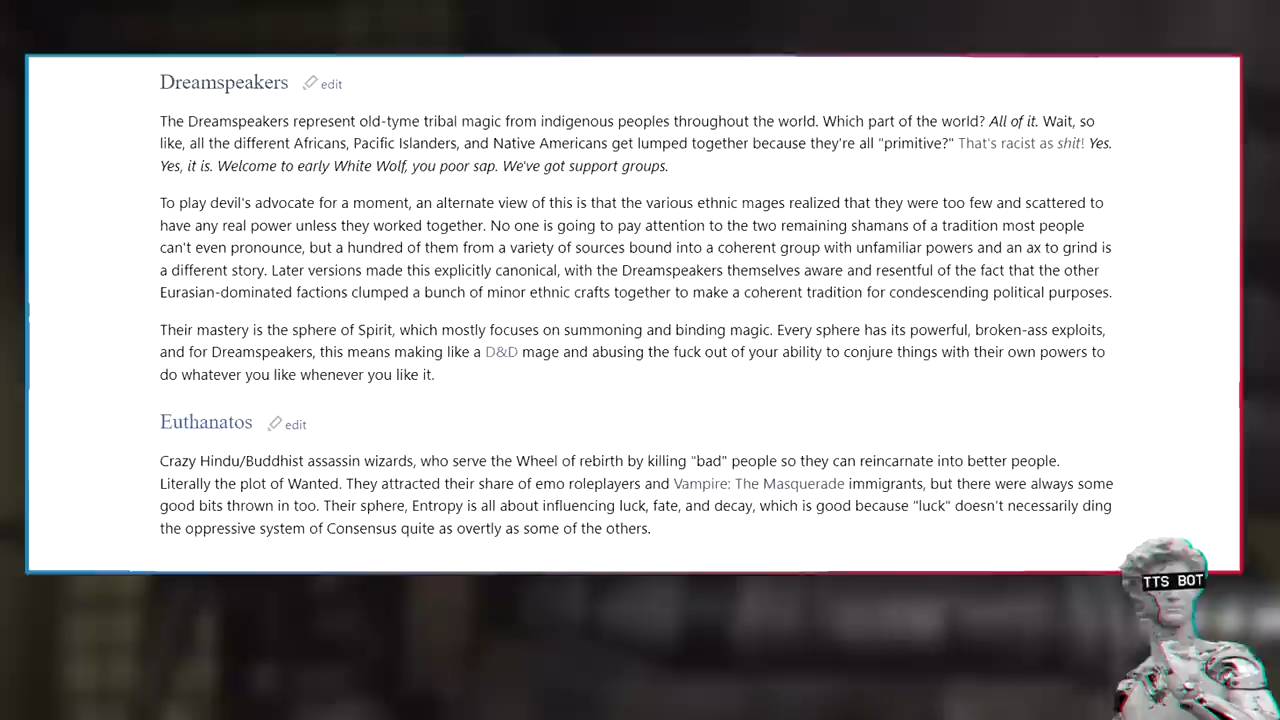 Dreamspeakers edit
The Dreamspeakers represent old-tyme tribal magic from indigenous peoples throughout the world. Which part of the world? All of it. Wait, so
like, all the different Africans, Pacific Islanders, and Native Americans get lumped together because they're all "primitive?" That's racist as shit! Yes.
Yes, it is. Welcome to early White Wolf, you poor sap. We've got support groups.
To play devil's advocate for a moment, an alternate view of this is that the various ethnic mages realized that they were too few and scattered to
have any real power unless they worked together. No one is going to pay attention to the two remaining shamans of a tradition most people
can't even pronounce, but a hundred of them from a variety of sources bound into a coherent group with unfamiliar powers and an ax to grind is
a different story. Later versions made this explicitly canonical, with the Dreamspeakers themselves aware and resentful of the fact that the other
Eurasian-dominated factions clumped a bunch of minor ethnic crafts together to make a coherent tradition for condescending political purposes.
Their mastery is the sphere of Spirit, which mostly focuses on summoning and binding magic. Every sphere has its powerful, broken-ass exploits,
and for Dreamspeakers, this means making like a D&D mage and abusing the fuck out of your ability to conjure things with their own powers to
do whatever you like whenever you like it.
Euthanatos edit
Crazy Hindu/Buddhist assassin wizards, who serve the Wheel of rebirth by killing "bad" people so they can reincarnate into better people.
Literally the plot of Wanted. They attracted their share of emo roleplayers and Vampire: The Masquerade immigrants, but there were always some
good bits thrown in too. Their sphere, Entropy is all about influencing luck, fate, and decay, which is good because "luck" doesn't necessarily ding
the oppressive system of Consensus quite as overtly as some of the others.
TTS BOT